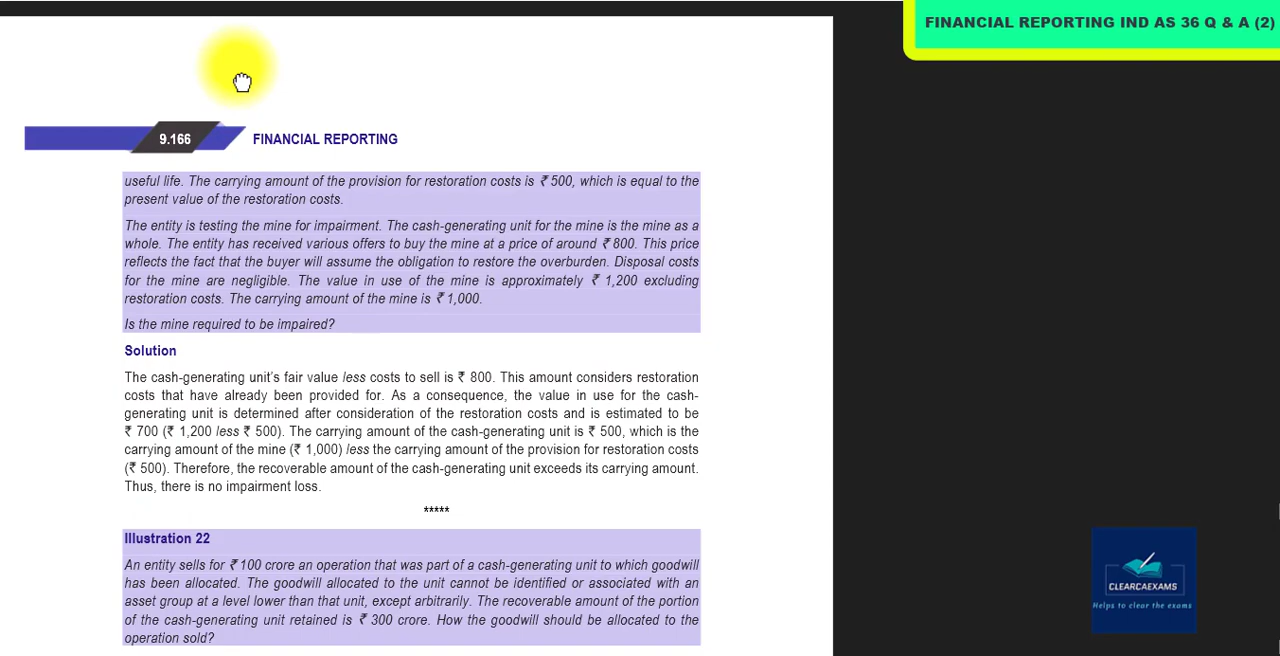 FINANCIAL REPORTING IND AS 36 Q & A (2)
9.166 FINANCIAL REPORTING
useful life. The carrying amount of the provision for restoration costs is ₹ 500, which is equal to the
present value of the restoration costs.
The entity is testing the mine for impairment. The cash-generating unit for the mine is the mine as a
whole. The entity has received various offers to buy the mine at a price of around ₹ 800. This price
reflects the fact that the buyer will assume the obligation to restore the overburden. Disposal costs
for the mine are negligible. The value in use of the mine is approximately ₹ 1,200 excluding
restoration costs. The carrying amount of the mine is ₹ 1,000.
Is the mine required to be impaired?
Solution
The cash-generating unit's fair value less costs to sell is ₹ 800. This amount considers restoration
costs that have already been provided for. As a consequence, the value in use for the cash-
generating unit is determined after consideration of the restoration costs and is estimated to be
₹ 700 (₹ 1,200 less ₹ 500). The carrying amount of the cash-generating unit is ₹ 500, which is the
carrying amount of the mine (₹ 1,000) less the carrying amount of the provision for restoration costs
(₹ 500). Therefore, the recoverable amount of the cash-generating unit exceeds its carrying amount.
Thus, there is no impairment loss.
*****
Illustration 22
An entity sells for ₹ 100 crore an operation that was part of a cash-generating unit to which goodwill
has been allocated. The goodwill allocated to the unit cannot be identified or associated with an
asset group at a level lower than that unit, except arbitrarily. The recoverable amount of the portion
of the cash-generating unit retained is ₹ 300 crore. How the goodwill should be allocated to the
operation sold?
CLEARCAEXAMS
Helps to clear the exams